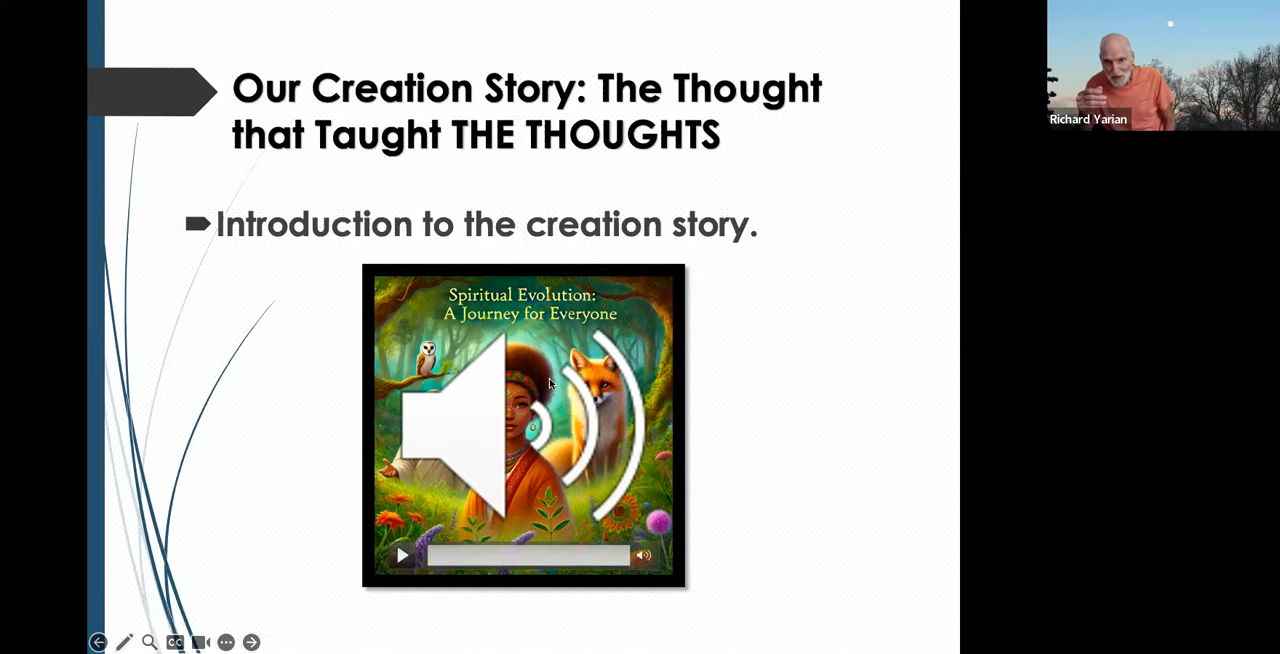 Our Creation Story: The Thought
that Taught THE THOUGHTS
Introduction to the creation story.
Spiritual Evolution:
A Journey for Everyone
Richard Yarian
CC